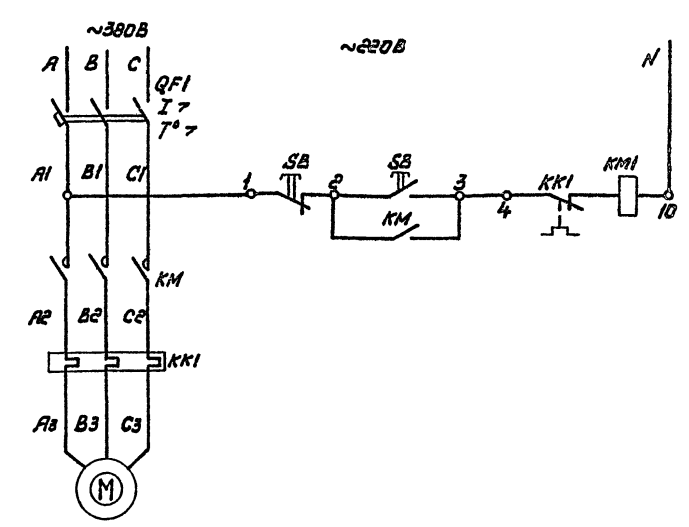 ~380В
~220В
А В С N
QF1
I >
T° >
A1 B1 C1
1 SB 2 SB 3 4 KK1 KM1 10
KM
KM
A2 B2 C2
KK1
A3 B3 C3
M